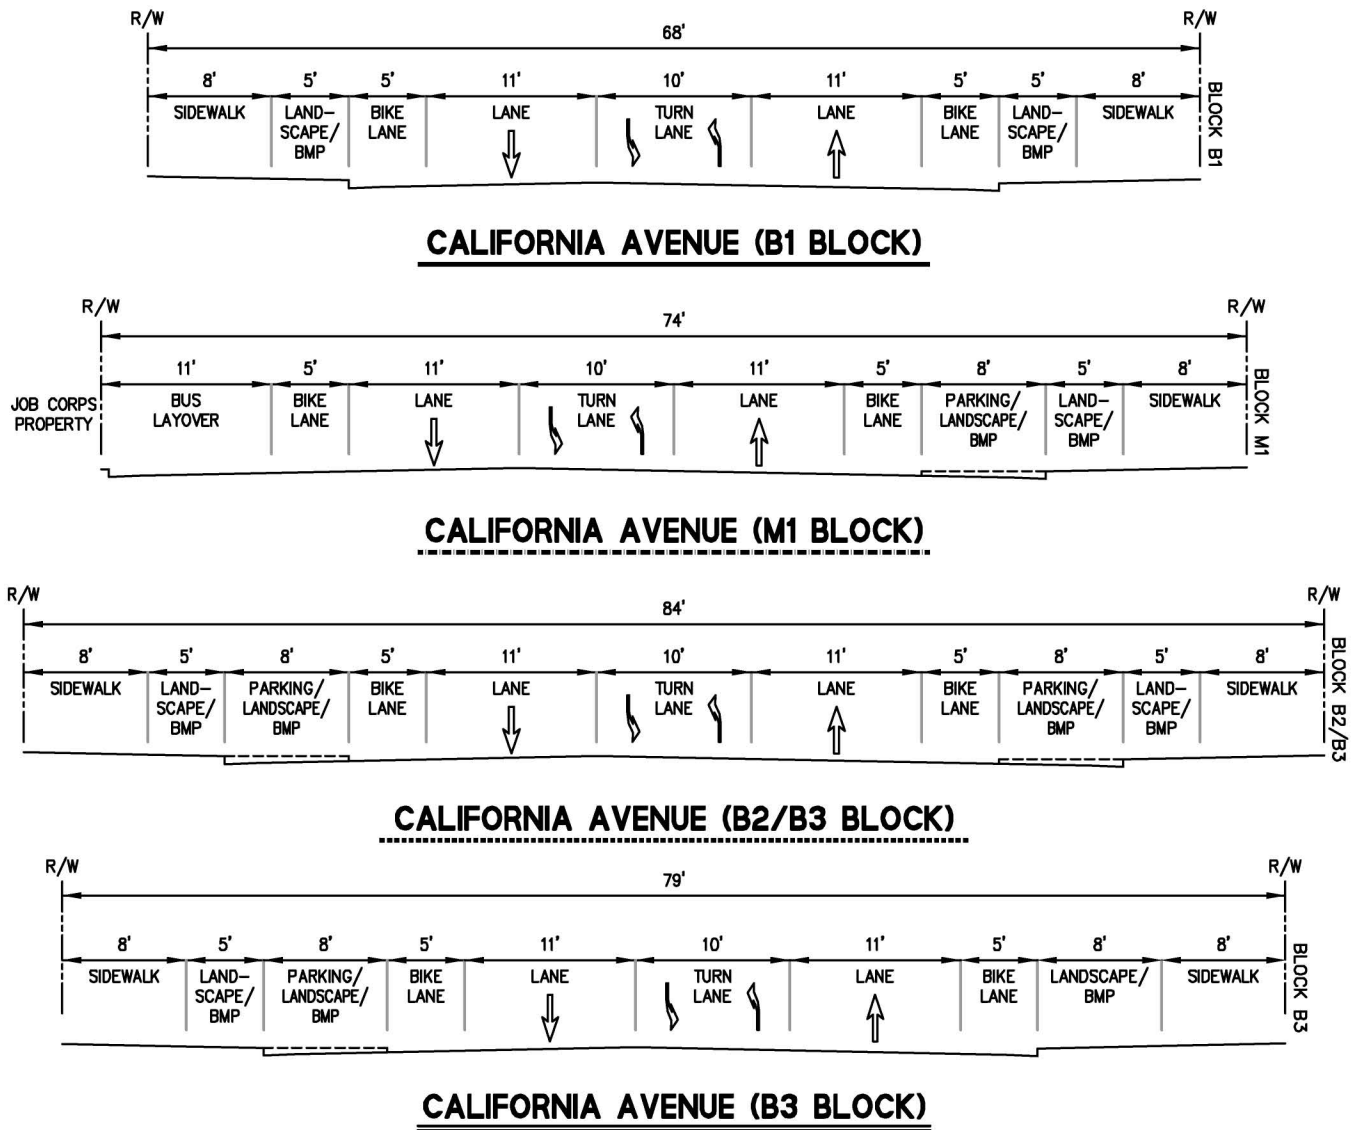 R/W R/W
68'
8' 5' 5' 11' 10' 11' 5' 5' 8'
SIDEWALK LAND- BIKE LANE TURN LANE BIKE LAND- SIDEWALK
SCAPE/ LANE LANE LANE SCAPE/
BMP BMP
BLOCK B1
CALIFORNIA AVENUE (B1 BLOCK)
R/W R/W
74'
11' 5' 11' 10' 11' 5' 8' 5' 8'
JOB CORPS BUS BIKE LANE TURN LANE BIKE PARKING/ LAND- SIDEWALK
PROPERTY LAYOVER LANE LANE LANE LANDSCAPE/ SCAPE/
BMP BMP
BLOCK M1
CALIFORNIA AVENUE (M1 BLOCK)
R/W R/W
84'
8' 5' 8' 5' 11' 10' 11' 5' 8' 5' 8'
SIDEWALK LAND- PARKING/ BIKE LANE TURN LANE BIKE PARKING/ LAND- SIDEWALK
SCAPE/ LANDSCAPE/ LANE LANE LANE LANDSCAPE/ SCAPE/
BMP BMP BMP BMP
BLOCK B2/B3
CALIFORNIA AVENUE (B2/B3 BLOCK)
R/W R/W
79'
8' 5' 8' 5' 11' 10' 11' 5' 8' 8'
SIDEWALK LAND- PARKING/ BIKE LANE TURN LANE BIKE LANDSCAPE/ SIDEWALK
SCAPE/ LANDSCAPE/ LANE LANE LANE BMP
BMP BMP
BLOCK B3
CALIFORNIA AVENUE (B3 BLOCK)